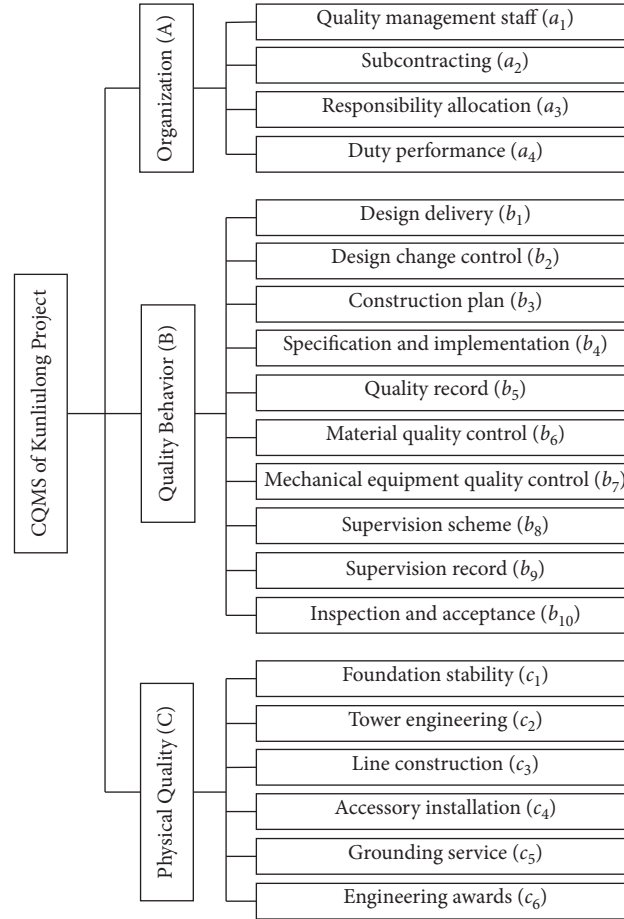 CQMS of Kunliulong Project
Organization (A)
Quality management staff (a₁)
Subcontracting (a₂)
Responsibility allocation (a₃)
Duty performance (a₄)
Quality Behavior (B)
Design delivery (b₁)
Design change control (b₂)
Construction plan (b₃)
Specification and implementation (b₄)
Quality record (b₅)
Material quality control (b₆)
Mechanical equipment quality control (b₇)
Supervision scheme (b₈)
Supervision record (b₉)
Inspection and acceptance (b₁₀)
Physical Quality (C)
Foundation stability (c₁)
Tower engineering (c₂)
Line construction (c₃)
Accessory installation (c₄)
Grounding service (c₅)
Engineering awards (c₆)